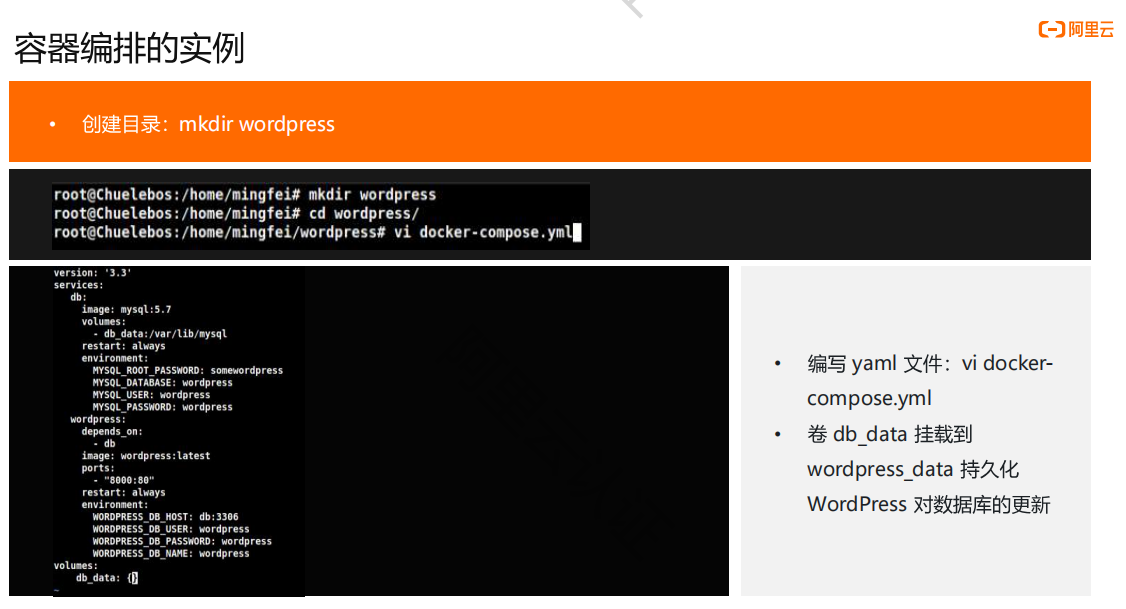 阿里云
容器编排的实例
• 创建目录：mkdir wordpress
root@Chuelebos:/home/mingfei# mkdir wordpress
root@Chuelebos:/home/mingfei# cd wordpress/
root@Chuelebos:/home/mingfei/wordpress# vi docker-compose.yml
version: '3.3'
services:
   db:
     image: mysql:5.7
     volumes:
       - db_data:/var/lib/mysql
     restart: always
     environment:
       MYSQL_ROOT_PASSWORD: somewordpress
       MYSQL_DATABASE: wordpress
       MYSQL_USER: wordpress
       MYSQL_PASSWORD: wordpress
   wordpress:
     depends_on:
       - db
     image: wordpress:latest
     ports:
       - "8000:80"
     restart: always
     environment:
       WORDPRESS_DB_HOST: db:3306
       WORDPRESS_DB_USER: wordpress
       WORDPRESS_DB_PASSWORD: wordpress
       WORDPRESS_DB_NAME: wordpress
volumes:
    db_data: {}
~
• 编写 yaml 文件：vi docker-
compose.yml
• 卷 db_data 挂载到
wordpress_data 持久化
WordPress 对数据库的更新